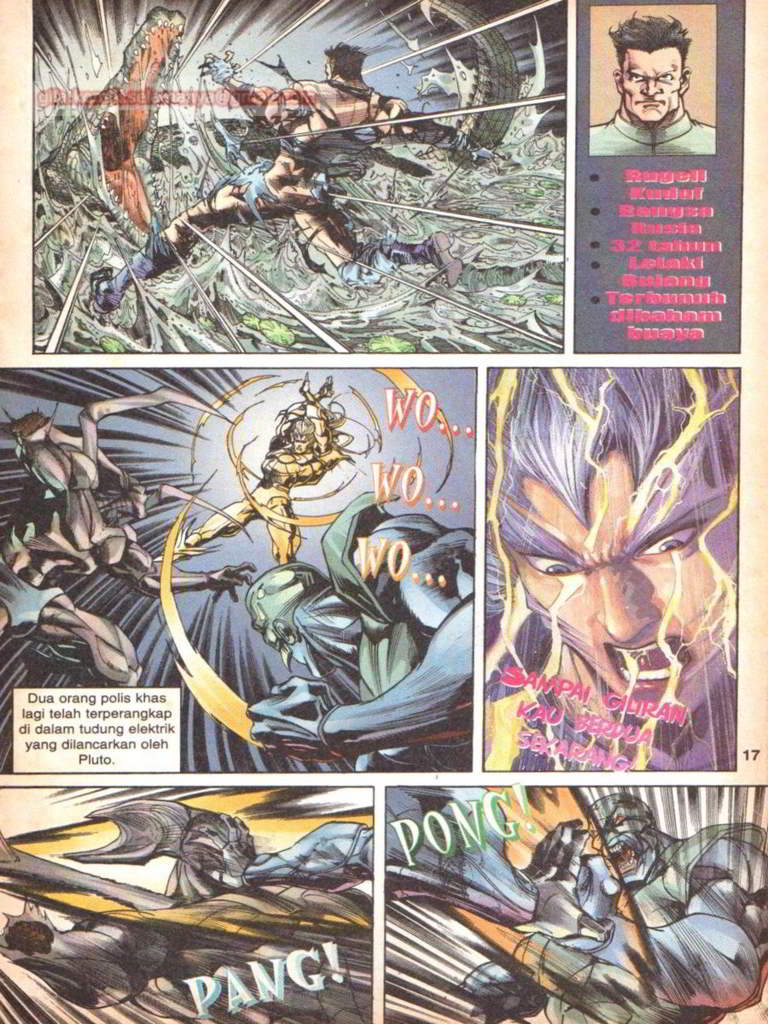 Rugell
Kudof
Bangsa
Rusia
32 tahun
Lelaki
Bujang
Terbunuh
dibaham
buaya
WO...
WO...
WO...
Dua orang polis khas
lagi telah terperangkap
di dalam tudung elektrik
yang dilancarkan oleh
Pluto.
SAMPAI GILIRAN
KAU BERDUA
SEKARANG!
17
PANG!
PONG!